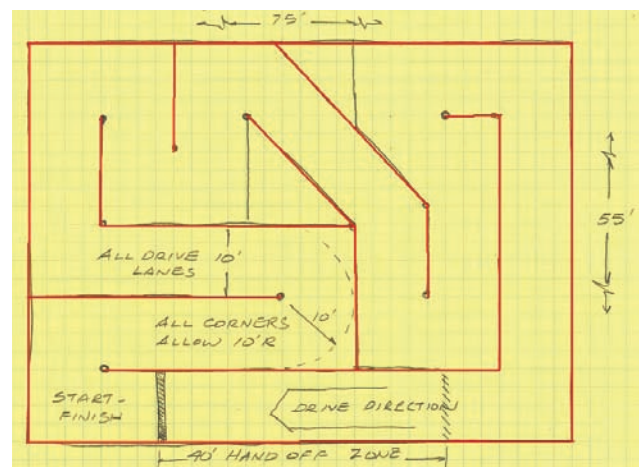 75'
55'
ALL DRIVE 10'
LANES
10'
ALL CORNERS
ALLOW 10'R
START-
FINISH
DRIVE DIRECTION
40' HAND OFF ZONE